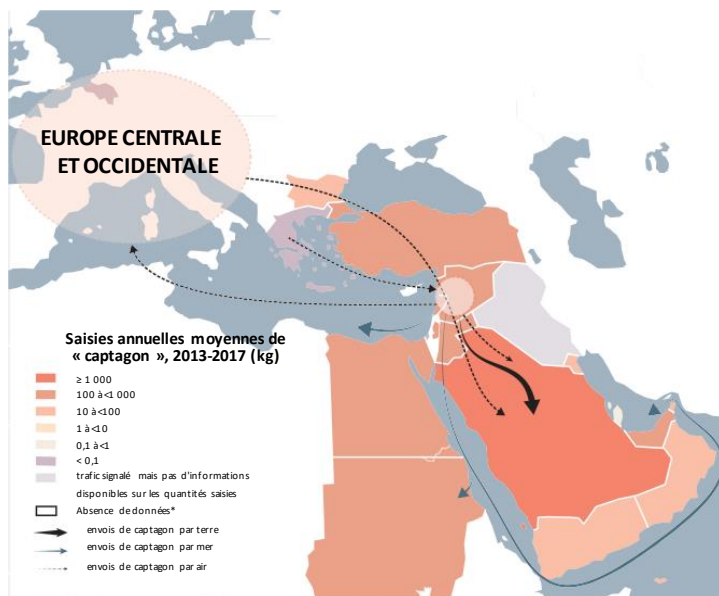 EUROPE CENTRALE
ET OCCIDENTALE
Saisies annuelles moyennes de
« captagon », 2013-2017 (kg)
≥ 1 000
100 à <1 000
10 à <100
1 à <10
0,1 à <1
< 0,1
trafic signalé mais pas d'informations
disponibles sur les quantités saisies
Absence de données*
envois de captagon par terre
envois de captagon par mer
envois de captagon par air